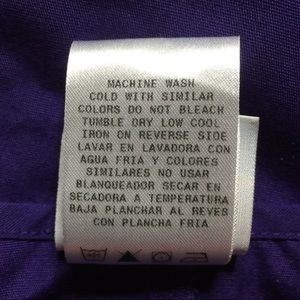 MACHINE WASH
COLD WITH SIMILAR
COLORS DO NOT BLEACH
TUMBLE DRY LOW COOL
IRON ON REVERSE SIDE
LAVAR EN LAVADORA CON
AGUA FRIA Y COLORES
SIMILARES NO USAR
BLANQUEADOR SECAR EN
SECADORA A TEMPERATURA
BAJA PLANCHAR AL REVES
CON PLANCHA FRIA